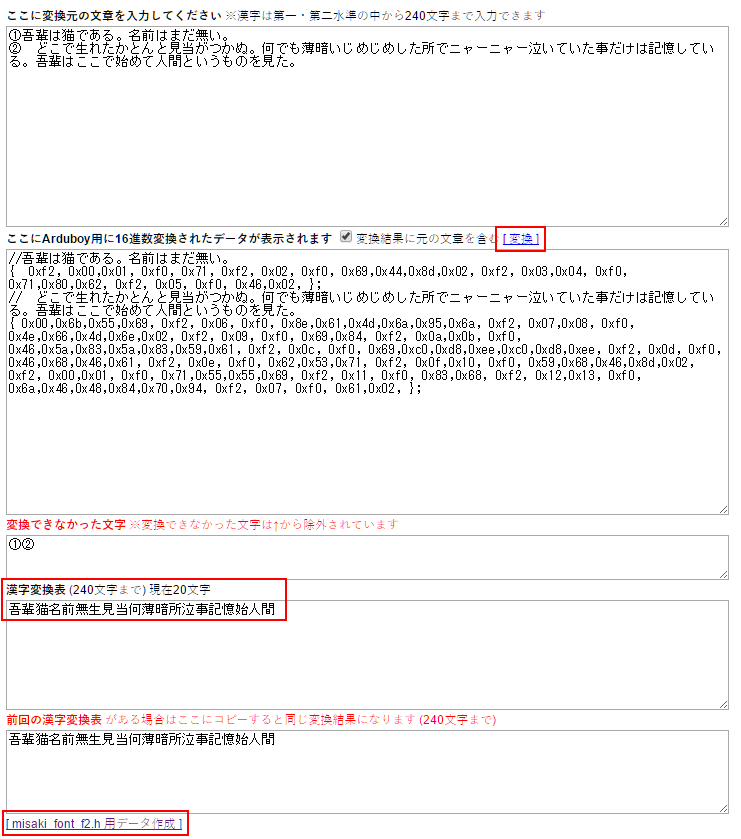 ここに変換元の文章を入力してください ※漢字は第一・第二水準の中から240文字まで入力できます
①吾輩は猫である。名前はまだ無い。
②　どこで生れたかとんと見当がつかぬ。何でも薄暗いじめじめした所でニャーニャー泣いていた事だけは記憶してい
る。吾輩はここで始めて人間というものを見た。
ここにArduboy用に16進数変換されたデータが表示されます 変換結果に元の文章を含む [ 変換 ]
//吾輩は猫である。名前はまだ無い。
{  0xf2, 0x00,0x01, 0xf0, 0x71, 0xf2, 0x02, 0xf0, 0x69,0x44,0x8d,0x02, 0xf2, 0x03,0x04, 0xf0,
0x71,0x80,0x62, 0xf2, 0x05, 0xf0, 0x46,0x02, };
//　どこで生れたかとんと見当がつかぬ。何でも薄暗いじめじめした所でニャーニャー泣いていた事だけは記憶してい
る。吾輩はここで始めて人間というものを見た。
{ 0x00,0x6b,0x55,0x69, 0xf2, 0x06, 0xf0, 0x8e,0x61,0x4d,0x6a,0x95,0x6a, 0xf2, 0x07,0x08, 0xf0,
0x4e,0x66,0x4d,0x6e,0x02, 0xf2, 0x09, 0xf0, 0x69,0x84, 0xf2, 0x0a,0x0b, 0xf0,
0x46,0x5a,0x83,0x5a,0x83,0x59,0x61, 0xf2, 0x0c, 0xf0, 0x69,0xc0,0xd8,0xee,0xc0,0xd8,0xee, 0xf2, 0x0d, 0xf0,
0x46,0x68,0x46,0x61, 0xf2, 0x0e, 0xf0, 0x62,0x53,0x71, 0xf2, 0x0f,0x10, 0xf0, 0x59,0x68,0x46,0x8d,0x02,
0xf2, 0x00,0x01, 0xf0, 0x71,0x55,0x55,0x69, 0xf2, 0x11, 0xf0, 0x83,0x68, 0xf2, 0x12,0x13, 0xf0,
0x6a,0x46,0x48,0x84,0x70,0x94, 0xf2, 0x07, 0xf0, 0x61,0x02, };
変換できなかった文字 ※変換できなかった文字は↑から除外されています
①②
漢字変換表 (240文字まで) 現在20文字
吾輩猫名前無生見当何薄暗所泣事記憶始人間
前回の漢字変換表 がある場合はここにコピーすると同じ変換結果になります (240文字まで)
吾輩猫名前無生見当何薄暗所泣事記憶始人間
[ misaki_font_f2.h 用データ作成 ]